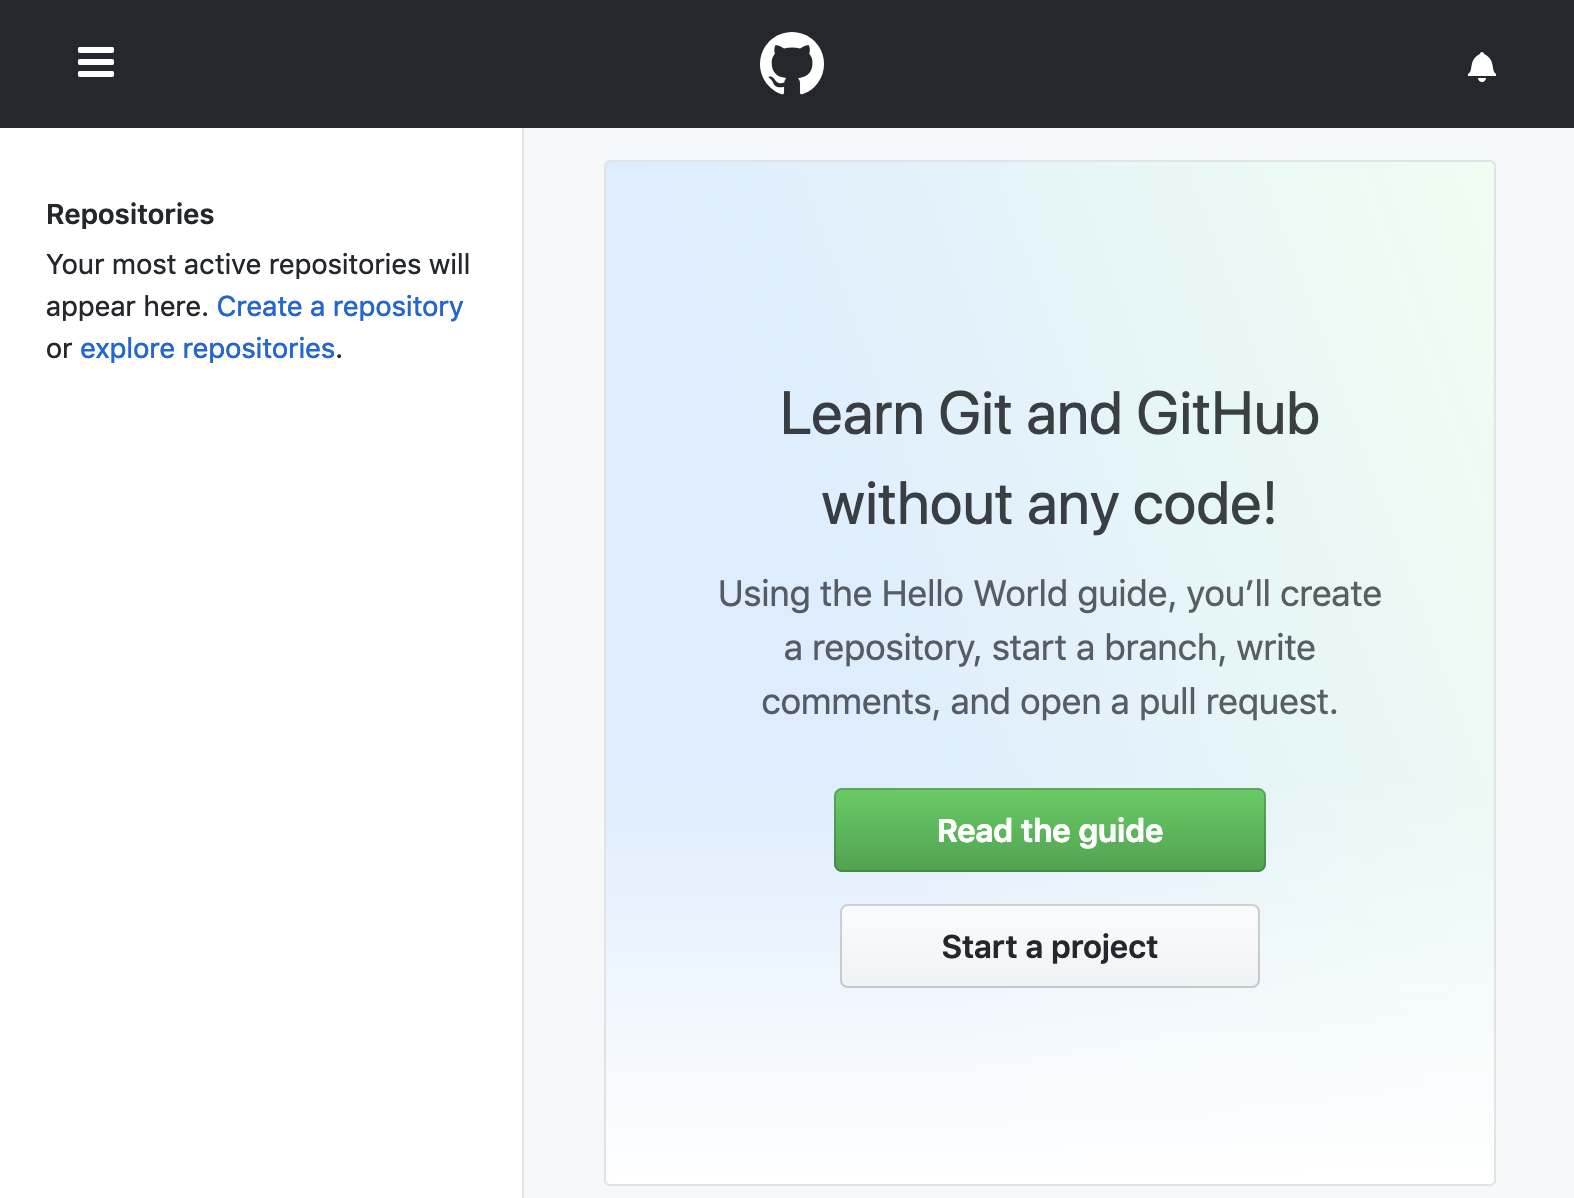 Repositories
Your most active repositories will
appear here. Create a repository
or explore repositories.
Learn Git and GitHub
without any code!
Using the Hello World guide, you’ll create
a repository, start a branch, write
comments, and open a pull request.
Read the guide
Start a project